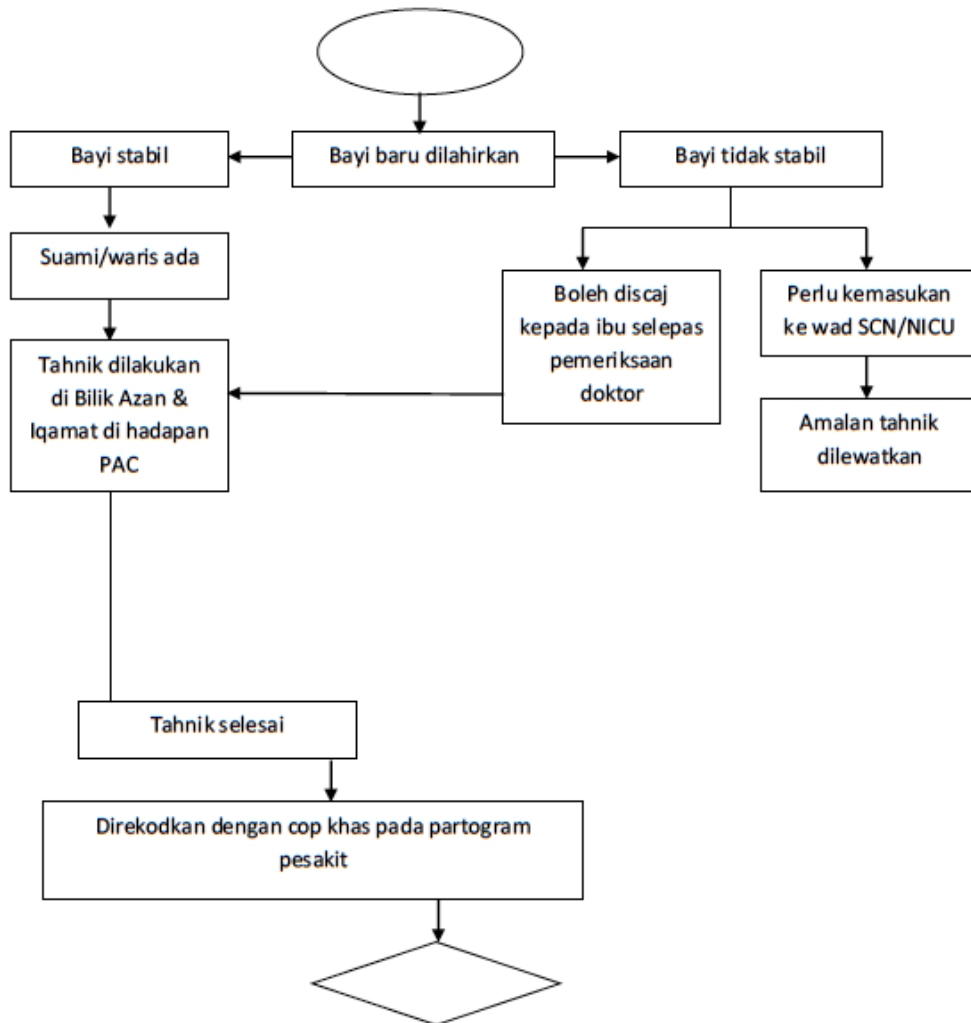 Bayi stabil
Bayi baru dilahirkan
Bayi tidak stabil
Suami/waris ada
Boleh discaj
kepada ibu selepas
pemeriksaan
doktor
Perlu kemasukan
ke wad SCN/NICU
Tahnik dilakukan
di Bilik Azan &
Iqamat di hadapan
PAC
Amalan tahnik
dilewatkan
Tahnik selesai
Direkodkan dengan cop khas pada partogram
pesakit